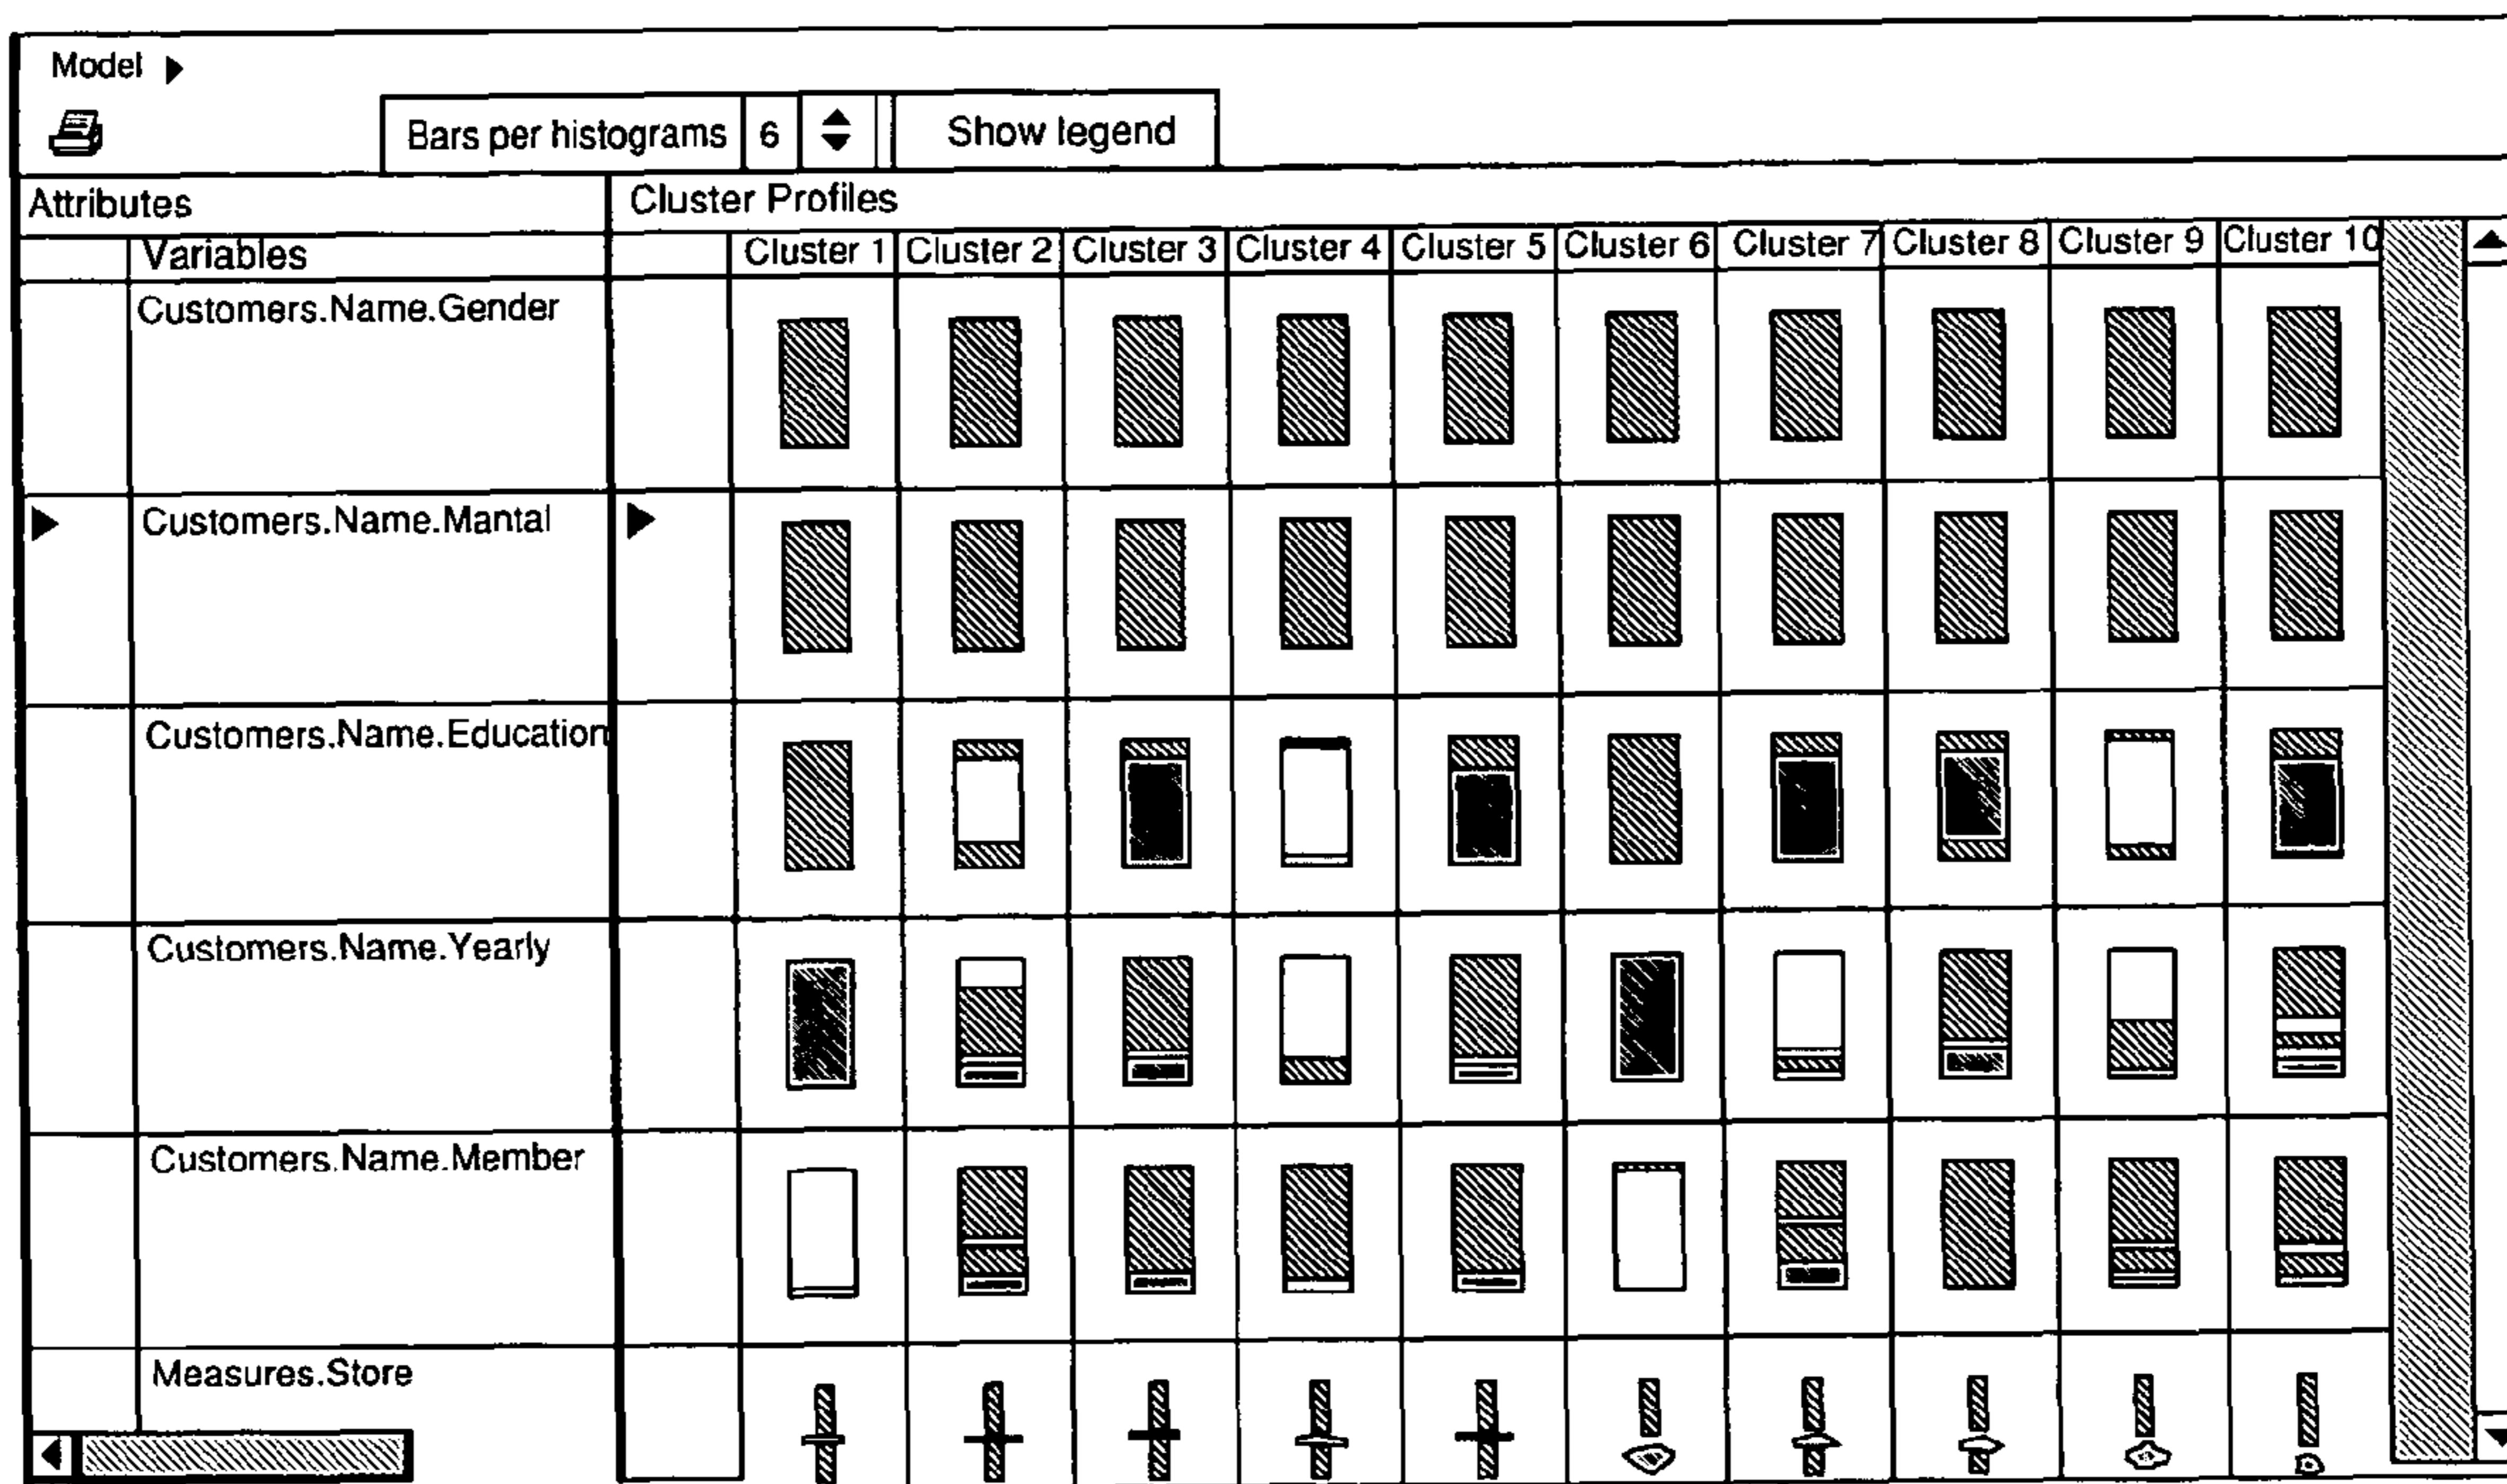 Model
Bars per histograms 6 Show legend
Attributes Cluster Profiles
Variables Cluster 1 Cluster 2 Cluster 3 Cluster 4 Cluster 5 Cluster 6 Cluster 7 Cluster 8 Cluster 9 Cluster 10
Customers.Name.Gender
Customers.Name.Mantal
Customers.Name.Education
Customers.Name.Yearly
Customers.Name.Member
Measures.Store